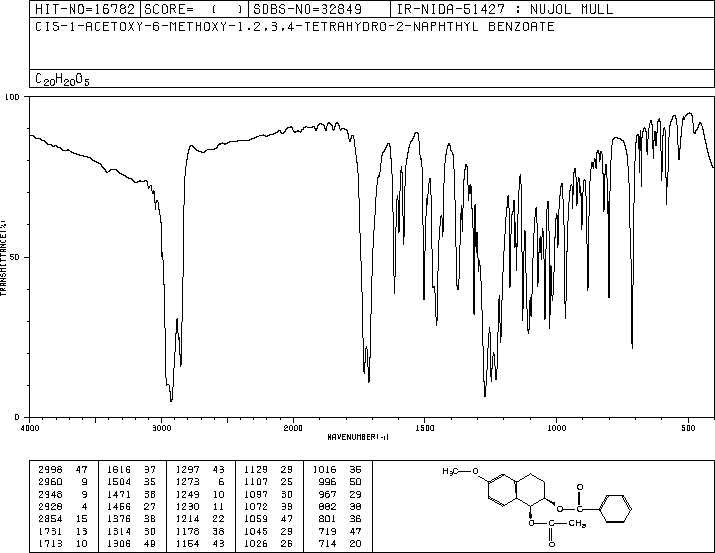 HIT-NO=16782 SCORE= ( ) SDBS-NO=32849 IR-NIDA-51427 : NUJOL MULL
CIS-1-ACETOXY-6-METHOXY-1,2,3,4-TETRAHYDRO-2-NAPHTHYL BENZOATE
C20H20O5
100
50
0
TRANSMITTANCE(%)
4000 3000 2000 1500 1000 500
WAVENUMBER(-1)
2998 47 1616 37 1297 43 1129 29 1016 36
2960 9 1504 35 1273 6 1107 25 996 50
2948 9 1471 38 1249 10 1097 30 967 29
2928 4 1456 27 1230 11 1072 39 882 38
2854 15 1376 38 1214 22 1059 47 801 36
1731 13 1314 30 1178 38 1045 29 719 47
1713 10 1306 49 1154 43 1026 26 714 20
H3C O
O
O
O CH3
O